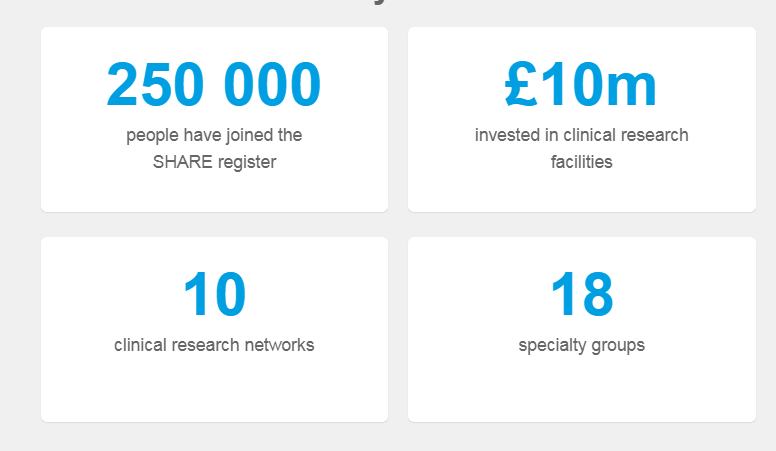 250 000
people have joined the
SHARE register
£10m
invested in clinical research
facilities
10
clinical research networks
18
specialty groups